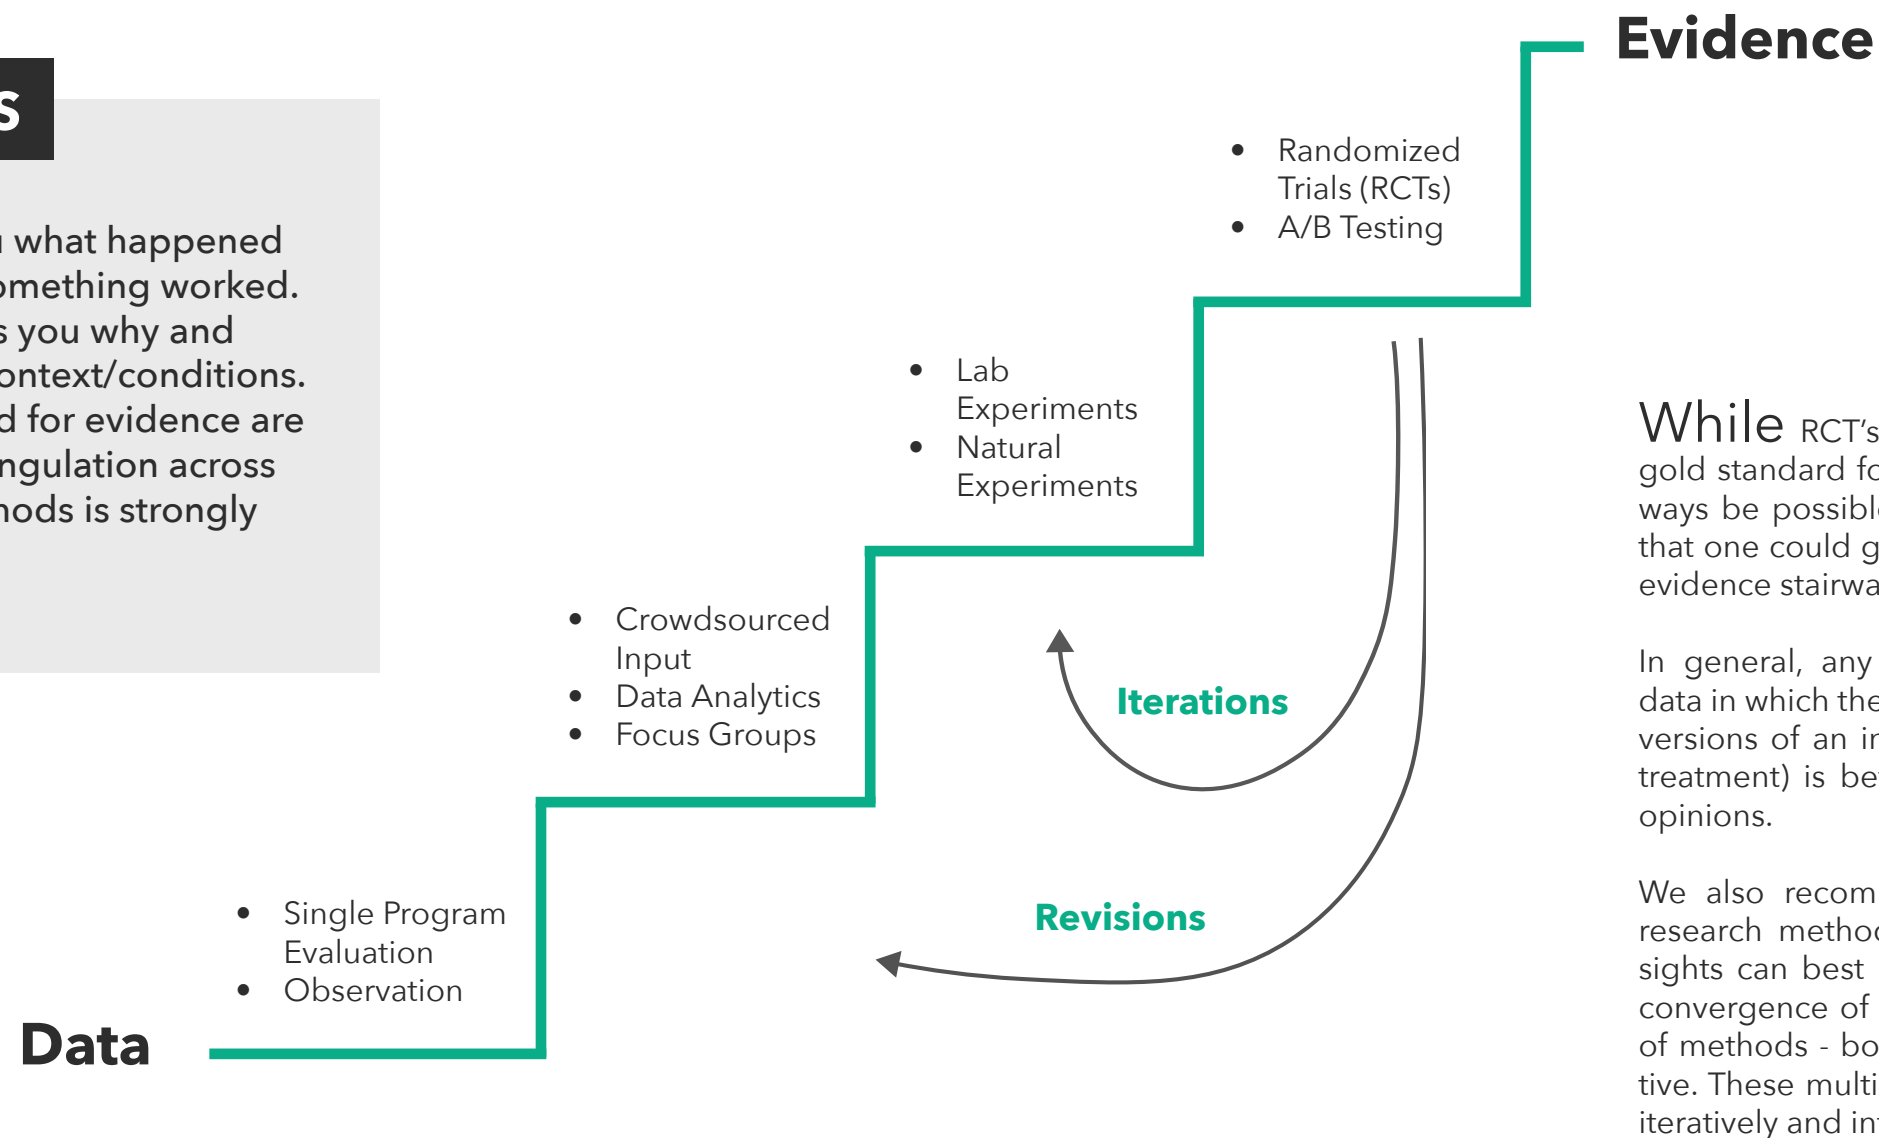 S
what happened
omething worked.
s you why and
ontext/conditions.
d for evidence are
ngulation across
hods is strongly
Evidence
• Randomized
Trials (RCTs)
• A/B Testing
• Lab
Experiments
• Natural
Experiments
• Crowdsourced
Input
• Data Analytics
• Focus Groups
Iterations
Revisions
• Single Program
Evaluation
• Observation
Data
While RCT's
gold standard fo
ways be possible
that one could g
evidence stairwa
In general, any
data in which the
versions of an in
treatment) is be
opinions.
We also recom
research method
sights can best
convergence of
of methods - bo
tive. These multi
iteratively and in